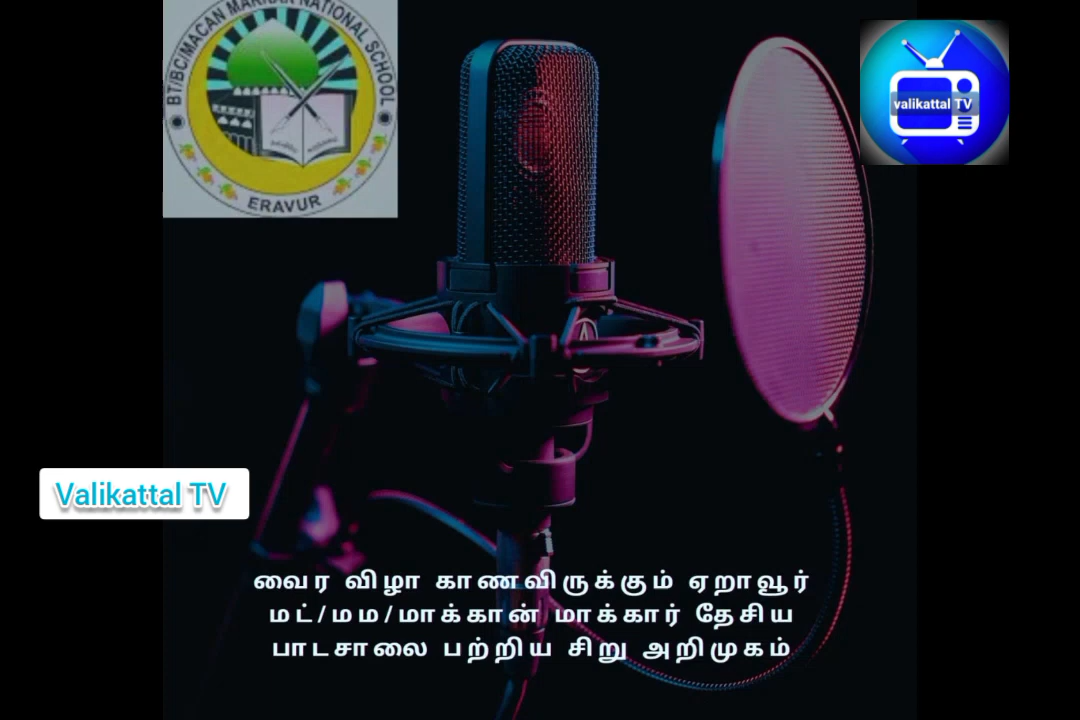 BT/BC/MACAN MARKAR NATIONAL SCHOOL
ERAVUR
valikattal TV
Valikattal TV
வைர விழா காணவிருக்கும் ஏறாவூர்
மட்/மம/மாக்கான் மாக்கார் தேசிய
பாடசாலை பற்றிய சிறு அறிமுகம்